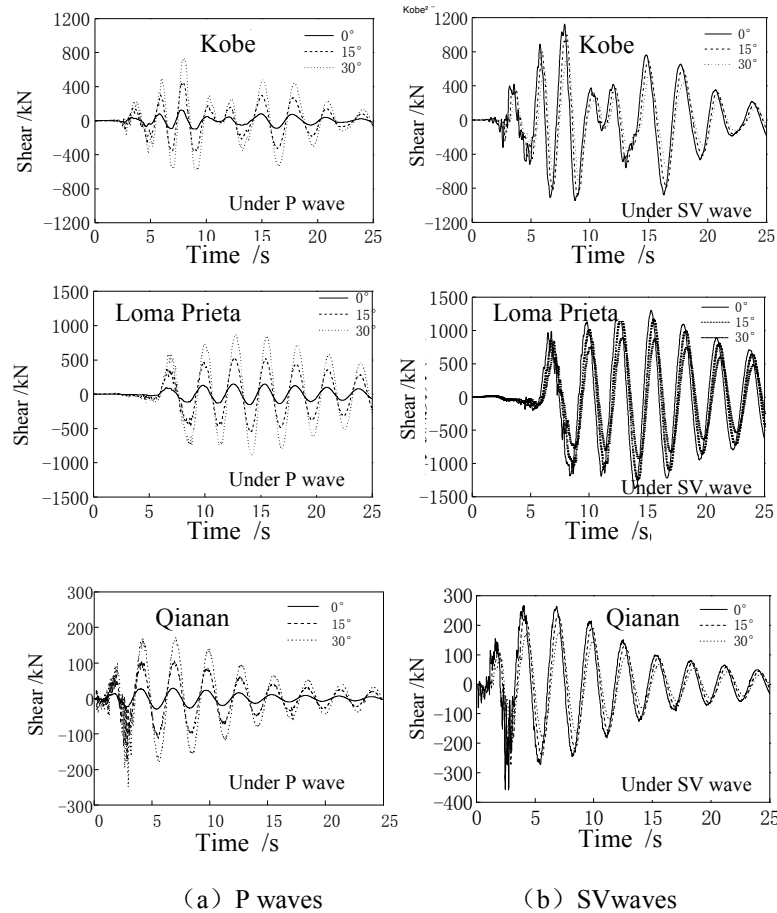 Kobe
0°
15°
30°
1200
800
400
0
-400
-800
-1200
Shear /kN
Under P wave
0 5 10 15 20 25
Time /s
Kobe²
Kobe
0°
15°
30°
1200
800
400
0
-400
-800
-1200
Shear /kN
Under SV wave
0 5 10 15 20 25
Time /s
Loma Prieta
0°
15°
30°
1500
1000
500
0
-500
-1000
-1500
Shear /kN
Under P wave
0 5 10 15 20 25
Time /s
Loma Prieta
0°
15°
30°
1500
1000
500
0
-500
-1000
-1500
Shear /kN
Under SV wave
0 5 10 15 20 25
Time /s
Qianan
0°
15°
30°
300
200
100
0
-100
-200
-300
Shear /kN
Under P wave
0 5 10 15 20 25
Time /s
Qianan
0°
15°
30°
300
200
100
0
-100
-200
-300
-400
Shear /kN
Under SV wave
0 5 10 15 20 25
Time /s
（a）P waves
（b）SVwaves